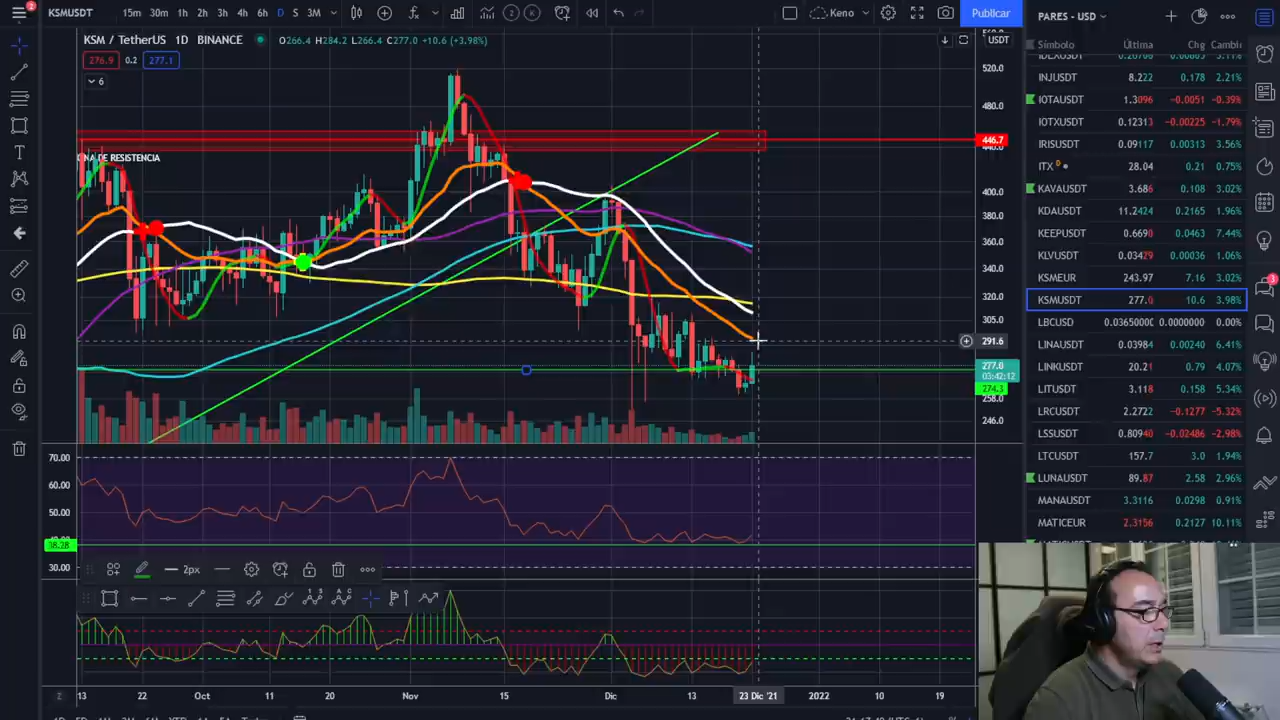 2
KSMUSDT 15m 30m 1h 2h 3h 4h 6h D S 3M Keno Publicar PARES - USD
KSM / TetherUS 1D BINANCE O266.4 H284.2 L266.4 C277.0 +10.6 (+3.98%) USDT
276.9 0.2 277.1
6
Símbolo Última Chg Cambio
INJUSDT 8.222 0.178 2.21%
IOTAUSDT 1.3096 -0.0051 -0.39%
IOTXUSDT 0.12313 -0.00225 -1.79%
IRISUSDT 0.09117 0.00313 3.56%
ITX D 28.04 0.21 0.75%
KAVAUSDT 3.686 0.108 3.02%
KDAUSDT 11.2424 0.2165 1.96%
KEEPUSDT 0.6690 0.0463 7.44%
KLVUSDT 0.03429 0.00036 1.06%
KSMEUR 243.97 7.16 3.02%
KSMUSDT 277.0 10.6 3.98%
LBCUSD 0.0365000 0.0000000 0.00%
LINAUSDT 0.03984 0.00240 6.41%
LINKUSDT 20.21 0.79 4.07%
LITUSDT 3.118 0.158 5.34%
LRCUSDT 2.2722 -0.1277 -5.32%
LSSUSDT 0.80940 -0.02486 -2.98%
LTCUSDT 157.7 3.0 1.94%
LUNAUSDT 89.87 2.58 2.96%
MANAUSDT 3.3116 0.0298 0.91%
MATICEUR 2.3156 0.2127 10.11%
3
ONA DE RESISTENCIA
520.0
480.0
446.7
440.0
400.0
380.0
360.0
340.0
320.0
305.0
291.6
277.0
03:42:12
274.3
258.0
246.0
70.00
60.00
50.00
38.28
30.00
2px
13 22 Oct 11 20 Nov 15 Dic 13 23 Dic '21 2022 10 19